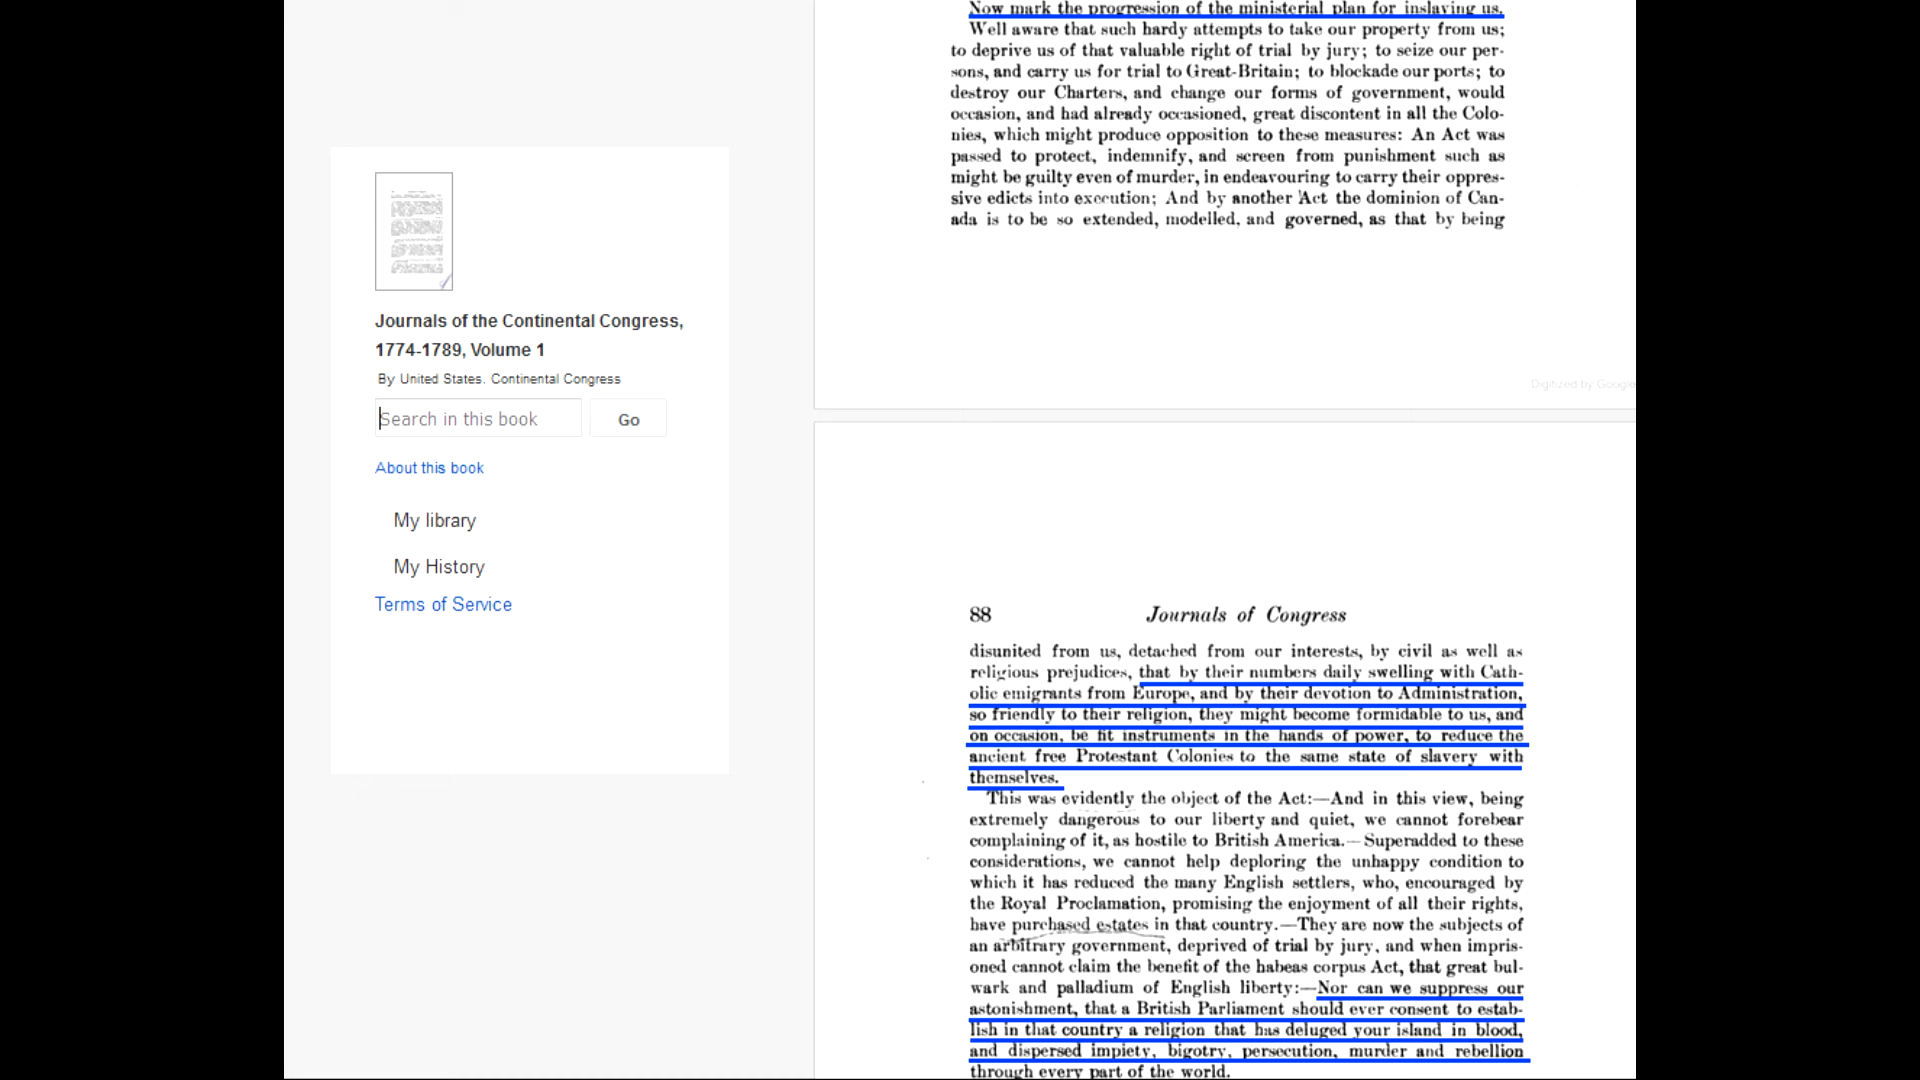 Journals of the Continental Congress,
1774-1789, Volume 1
By United States. Continental Congress
Search in this book
Go
About this book
My library
My History
Terms of Service
Now mark the progression of the ministerial plan for inslaving us.
Well aware that such hardy attempts to take our property from us;
to deprive us of that valuable right of trial by jury; to seize our per-
sons, and carry us for trial to Great-Britain; to blockade our ports; to
destroy our Charters, and change our forms of government, would
occasion, and had already occasioned, great discontent in all the Colo-
nies, which might produce opposition to these measures: An Act was
passed to protect, indemnify, and screen from punishment such as
might be guilty even of murder, in endeavouring to carry their oppres-
sive edicts into execution; And by another Act the dominion of Can-
ada is to be so extended, modelled, and governed, as that by being
Digitized by Google
88 Journals of Congress
disunited from us, detached from our interests, by civil as well as
religious prejudices, that by their numbers daily swelling with Cath-
olic emigrants from Europe, and by their devotion to Administration,
so friendly to their religion, they might become formidable to us, and
on occasion, be fit instruments in the hands of power, to reduce the
ancient free Protestant Colonies to the same state of slavery with
themselves.
This was evidently the object of the Act:—And in this view, being
extremely dangerous to our liberty and quiet, we cannot forebear
complaining of it, as hostile to British America.—Superadded to these
considerations, we cannot help deploring the unhappy condition to
which it has reduced the many English settlers, who, encouraged by
the Royal Proclamation, promising the enjoyment of all their rights,
have purchased estates in that country.—They are now the subjects of
an arbitrary government, deprived of trial by jury, and when impris-
oned cannot claim the benefit of the habeas corpus Act, that great bul-
wark and palladium of English liberty:—Nor can we suppress our
astonishment, that a British Parliament should ever consent to estab-
lish in that country a religion that has deluged your island in blood,
and dispersed impiety, bigotry, persecution, murder and rebellion
through every part of the world.